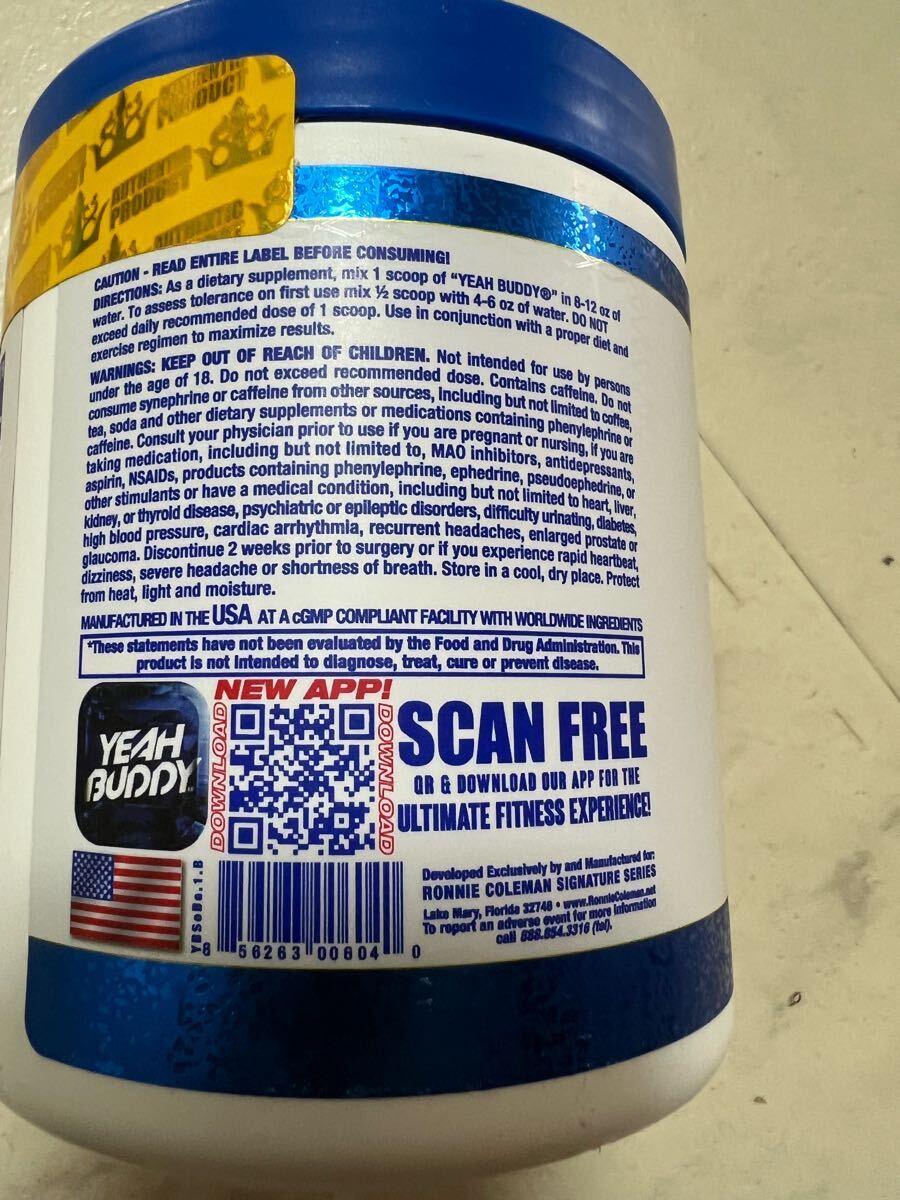 AUTHENTIC PRODUCT
AUTHENTIC PRODUCT
AUTHENTIC
CAUTION - READ ENTIRE LABEL BEFORE CONSUMING!
DIRECTIONS: As a dietary supplement, mix 1 scoop of “YEAH BUDDY®” in 8-12 oz of
water. To assess tolerance on first use mix ½ scoop with 4-6 oz of water. DO NOT
exceed daily recommended dose of 1 scoop. Use in conjunction with a proper diet and
exercise regimen to maximize results.
WARNINGS: KEEP OUT OF REACH OF CHILDREN. Not intended for use by persons
under the age of 18. Do not exceed recommended dose. Contains caffeine. Do not
consume synephrine or caffeine from other sources, including but not limited to coffee,
tea, soda and other dietary supplements or medications containing phenylephrine or
caffeine. Consult your physician prior to use if you are pregnant or nursing, if you are
taking medication, including but not limited to, MAO inhibitors, antidepressants,
aspirin, NSAIDs, products containing phenylephrine, ephedrine, pseudoephedrine, or
other stimulants or have a medical condition, including but not limited to heart, liver,
kidney, or thyroid disease, psychiatric or epileptic disorders, difficulty urinating, diabetes,
high blood pressure, cardiac arrhythmia, recurrent headaches, enlarged prostate or
glaucoma. Discontinue 2 weeks prior to surgery or if you experience rapid heartbeat,
dizziness, severe headache or shortness of breath. Store in a cool, dry place. Protect
from heat, light and moisture.
MANUFACTURED IN THE USA AT A cGMP COMPLIANT FACILITY WITH WORLDWIDE INGREDIENTS
*These statements have not been evaluated by the Food and Drug Administration. This
product is not intended to diagnose, treat, cure or prevent disease.
YEAH
BUDDY
NEW APP!
DOWNLOAD
DOWNLOAD
SCAN FREE
QR & DOWNLOAD OUR APP FOR THE
ULTIMATE FITNESS EXPERIENCE!
8 56263 00604 0
Developed Exclusively by and Manufactured for:
RONNIE COLEMAN SIGNATURE SERIES
Lake Mary, Florida 32746 • www.RonnieColeman.net
To report an adverse event for more information
call 888.654.3316 (tel).